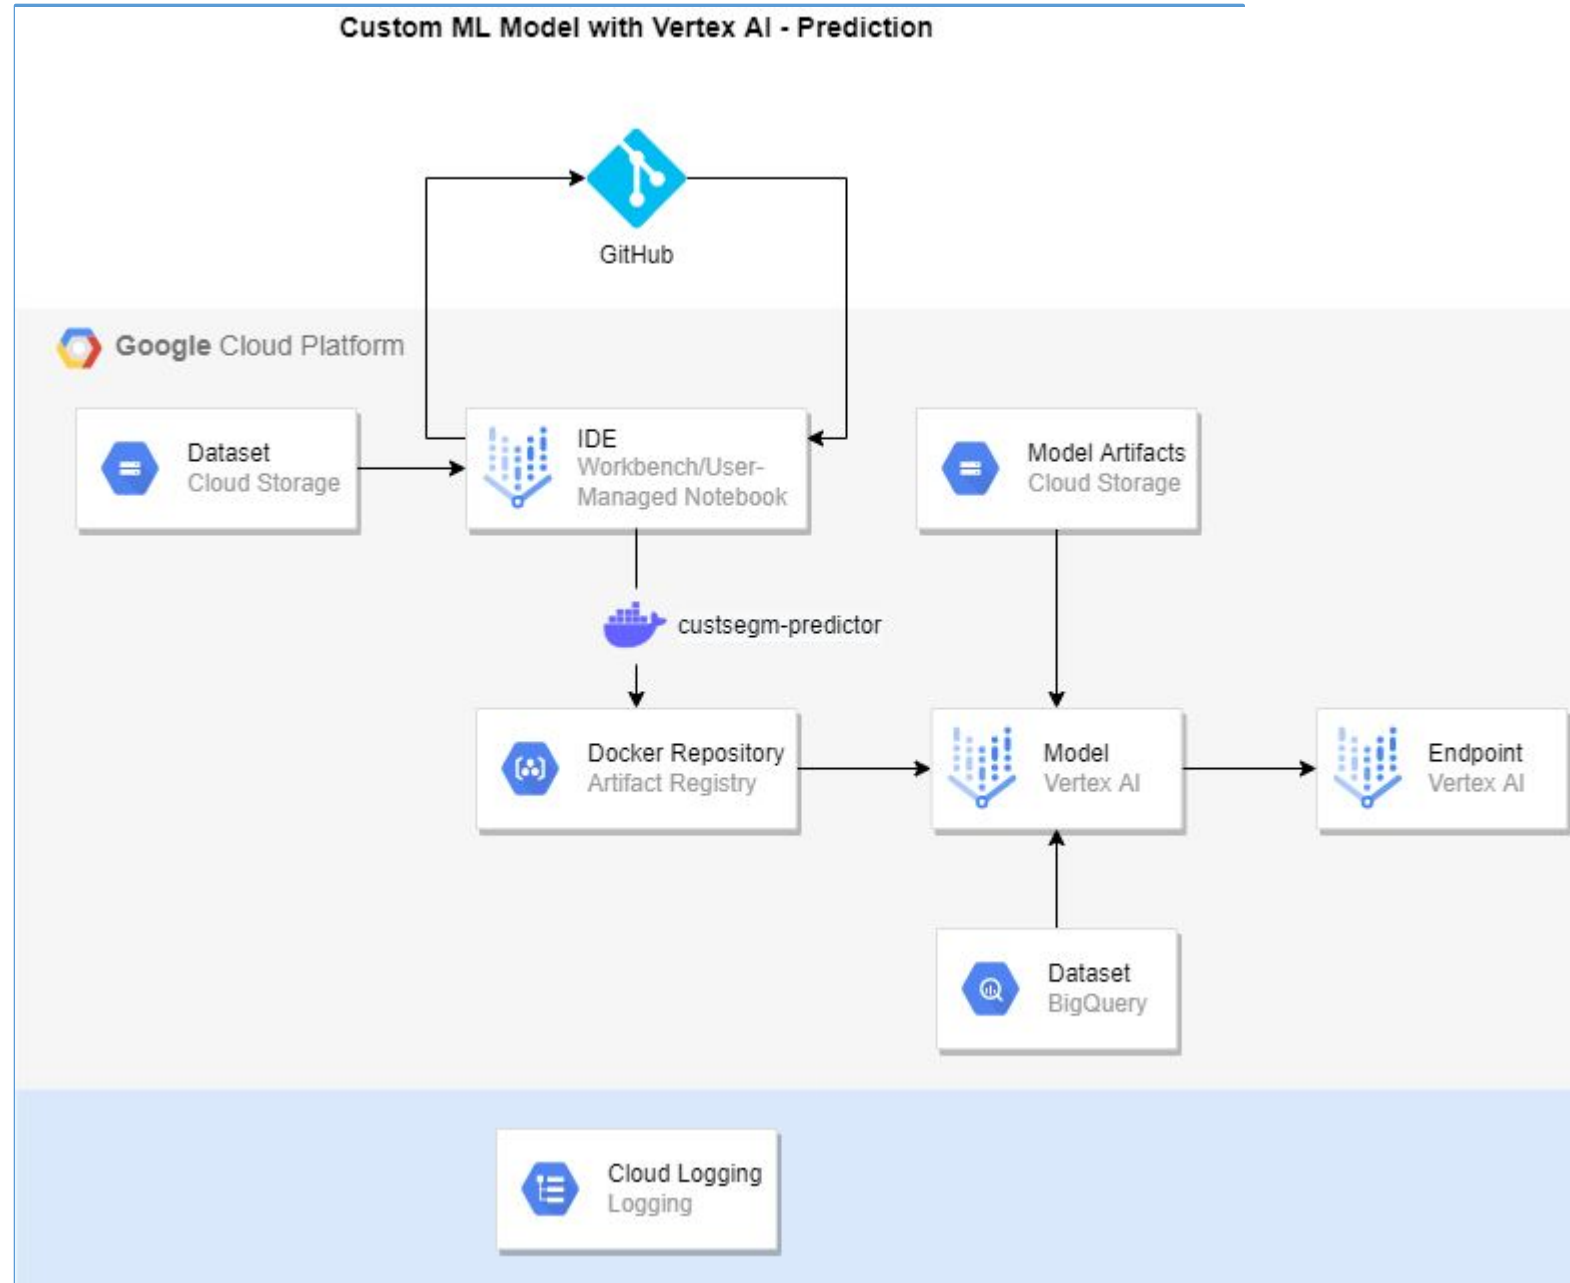 Custom ML Model with Vertex AI - Prediction
GitHub
Google Cloud Platform
Dataset
Cloud Storage
IDE
Workbench/User-
Managed Notebook
Model Artifacts
Cloud Storage
custsegm-predictor
Docker Repository
Artifact Registry
Model
Vertex AI
Endpoint
Vertex AI
Dataset
BigQuery
Cloud Logging
Logging